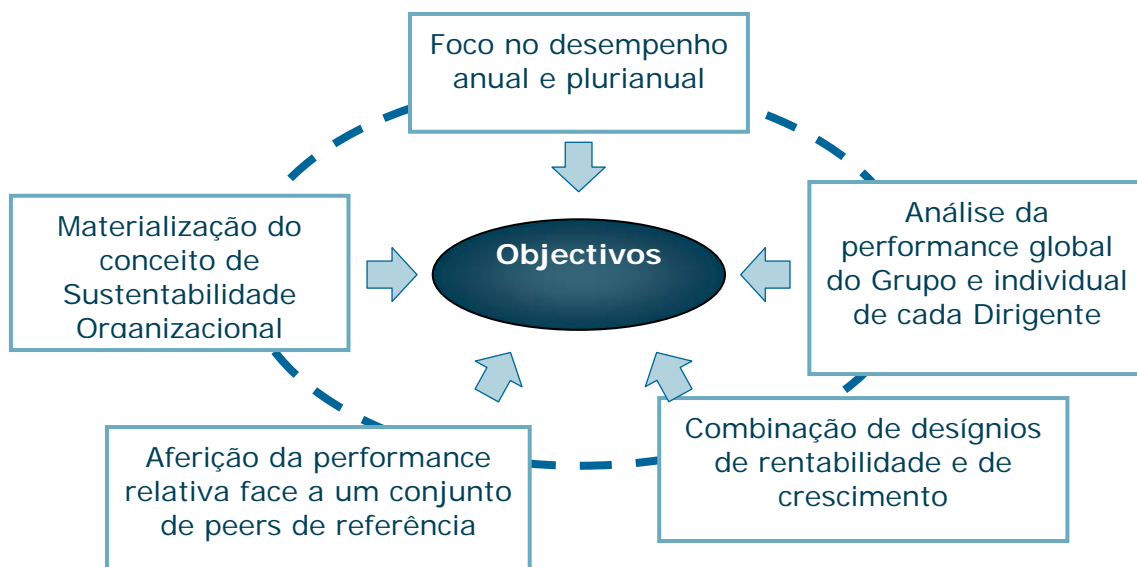 Foco no desempenho
anual e plurianual
Materialização do
conceito de
Sustentabilidade
Organizacional
Objectivos
Análise da
performance global
do Grupo e individual
de cada Dirigente
Aferição da performance
relativa face a um conjunto
de peers de referência
Combinação de desígnios
de rentabilidade e de
crescimento